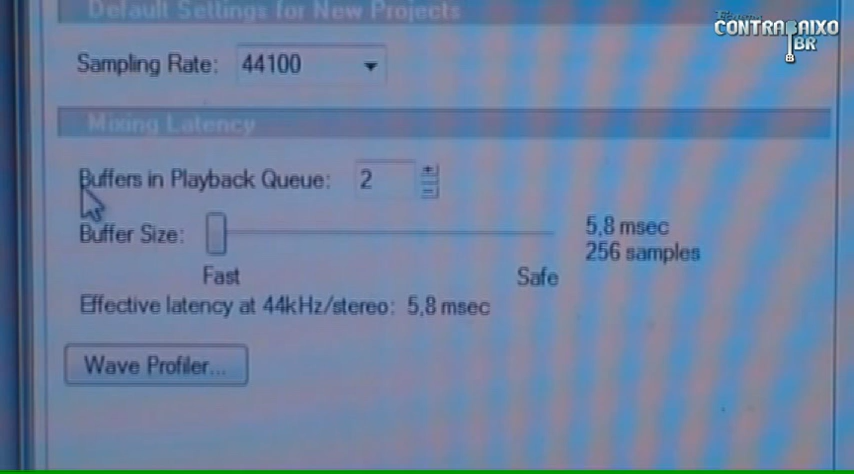 Default Settings for New Projects
CONTRABAIXO
BR
Sampling Rate: 44100
Mixing Latency
Buffers in Playback Queue: 2
Buffer Size:
5,8 msec
256 samples
Fast Safe
Effective latency at 44kHz/stereo: 5,8 msec
Wave Profiler...